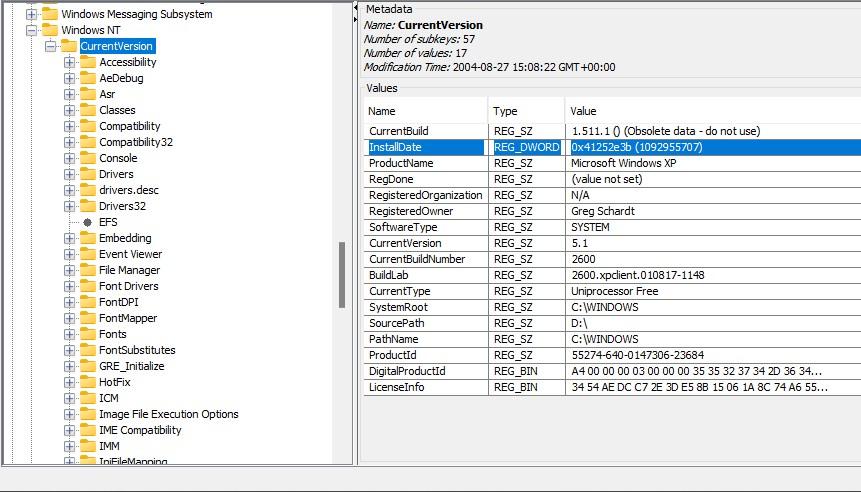 Windows Messaging Subsystem
Windows NT
CurrentVersion
Accessibility
AeDebug
Asr
Classes
Compatibility
Compatibility32
Console
Drivers
drivers.desc
Drivers32
EFS
Embedding
Event Viewer
File Manager
Font Drivers
FontDPI
FontMapper
Fonts
FontSubstitutes
GRE_Initialize
HotFix
ICM
Image File Execution Options
IME Compatibility
IMM
IniFileMapping
Metadata
Name: CurrentVersion
Number of subkeys: 57
Number of values: 17
Modification Time: 2004-08-27 15:08:22 GMT+00:00
Values
Name Type Value
CurrentBuild REG_SZ 1.511.1 () (Obsolete data - do not use)
InstallDate REG_DWORD 0x41252e3b (1092955707)
ProductName REG_SZ Microsoft Windows XP
RegDone REG_SZ (value not set)
RegisteredOrganization REG_SZ N/A
RegisteredOwner REG_SZ Greg Schardt
SoftwareType REG_SZ SYSTEM
CurrentVersion REG_SZ 5.1
CurrentBuildNumber REG_SZ 2600
BuildLab REG_SZ 2600.xpclient.010817-1148
CurrentType REG_SZ Uniprocessor Free
SystemRoot REG_SZ C:\WINDOWS
SourcePath REG_SZ D:\
PathName REG_SZ C:\WINDOWS
ProductId REG_SZ 55274-640-0147306-23684
DigitalProductId REG_BIN A4 00 00 00 03 00 00 00 35 35 32 37 34 2D 36 34...
LicenseInfo REG_BIN 34 54 AE DC C7 2E 3D E5 8B 15 06 1A 8C 74 A6 55...